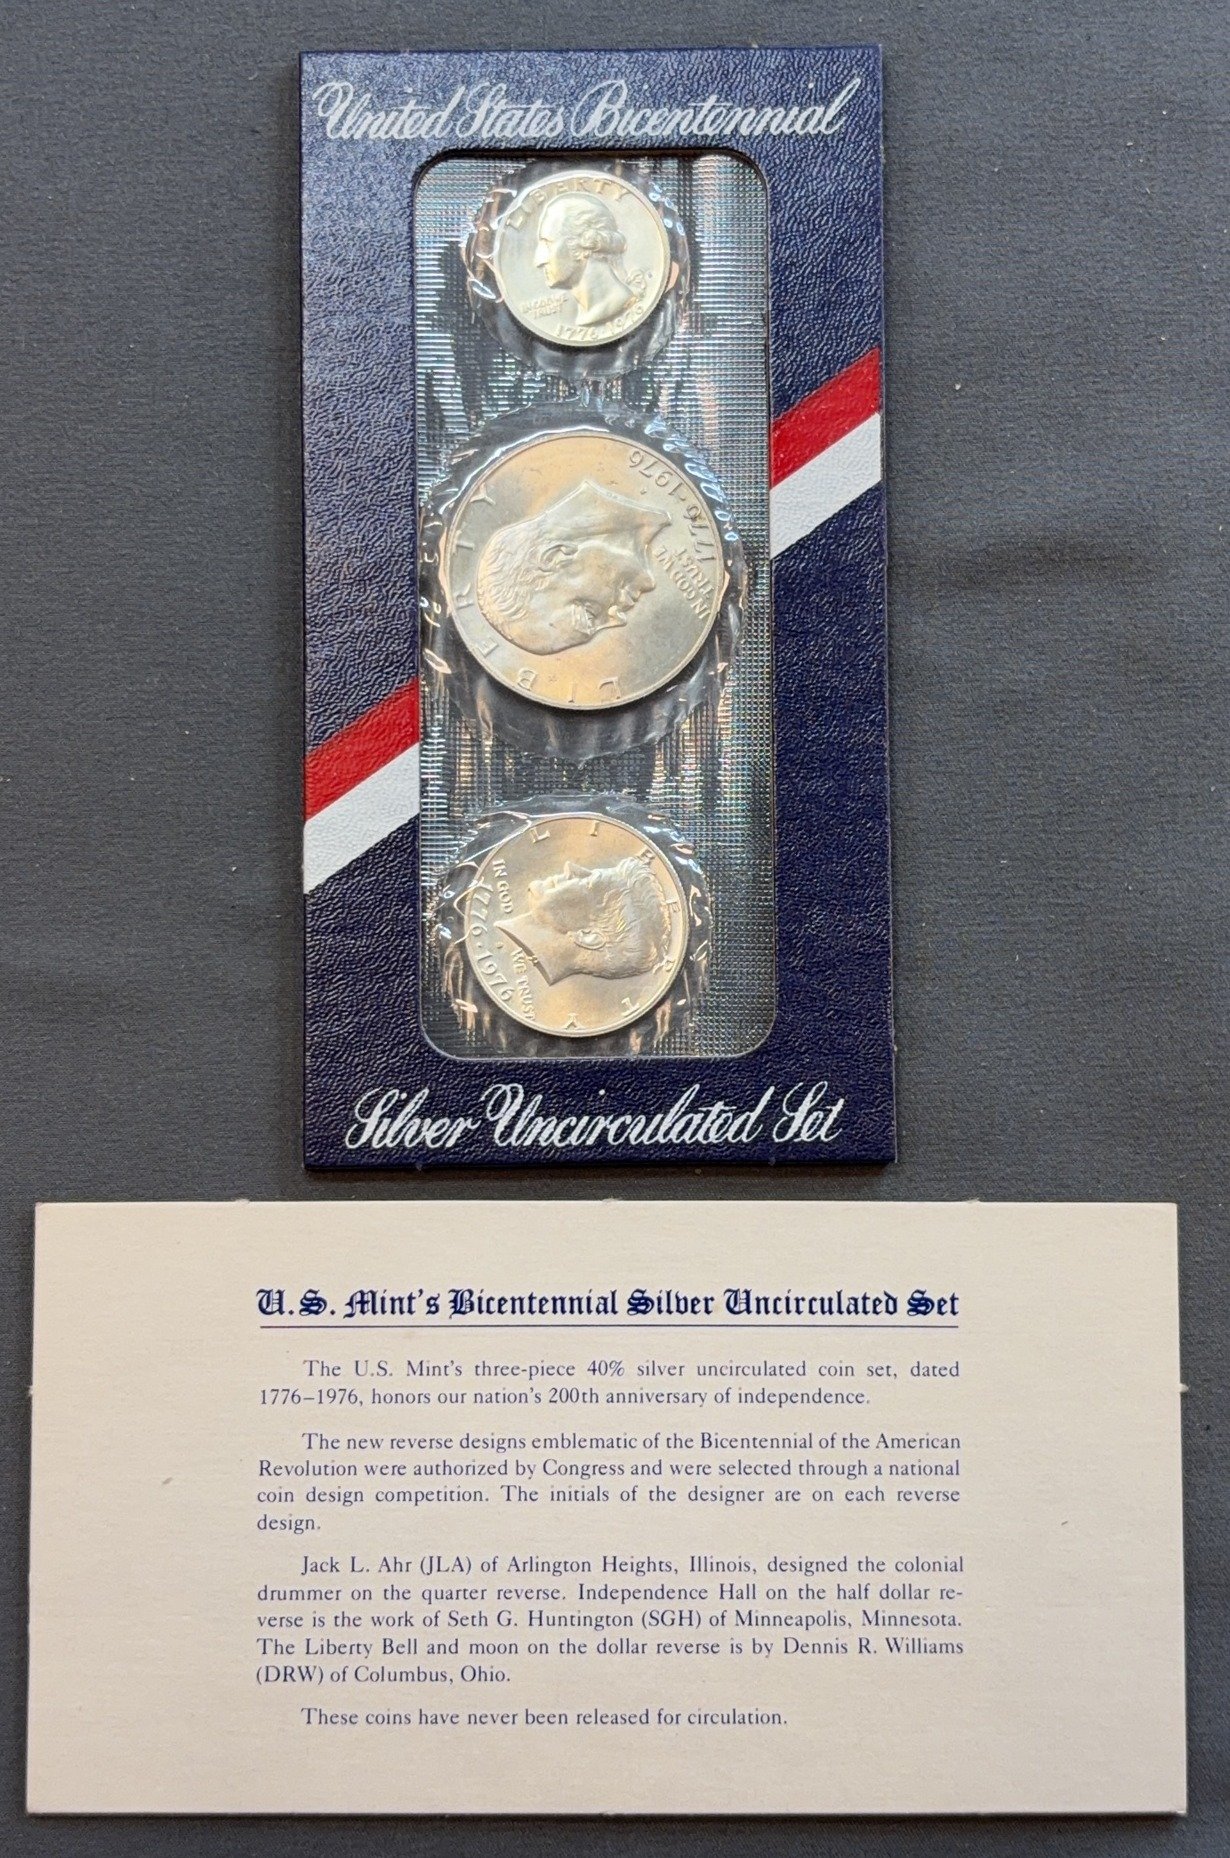 United States Bicentennial
LIBERTY
IN GOD WE
TRUST
1776-1976
LIBERTY
IN GOD WE
TRUST
1776·1976
LIBERTY
IN GOD WE TRUST
1776·1976
Silver Uncirculated Set
U.S. Mint's Bicentennial Silver Uncirculated Set
The U.S. Mint's three-piece 40% silver uncirculated coin set, dated
1776–1976, honors our nation's 200th anniversary of independence.
The new reverse designs emblematic of the Bicentennial of the American
Revolution were authorized by Congress and were selected through a national
coin design competition. The initials of the designer are on each reverse
design.
Jack L. Ahr (JLA) of Arlington Heights, Illinois, designed the colonial
drummer on the quarter reverse. Independence Hall on the half dollar re-
verse is the work of Seth G. Huntington (SGH) of Minneapolis, Minnesota.
The Liberty Bell and moon on the dollar reverse is by Dennis R. Williams
(DRW) of Columbus, Ohio.
These coins have never been released for circulation.